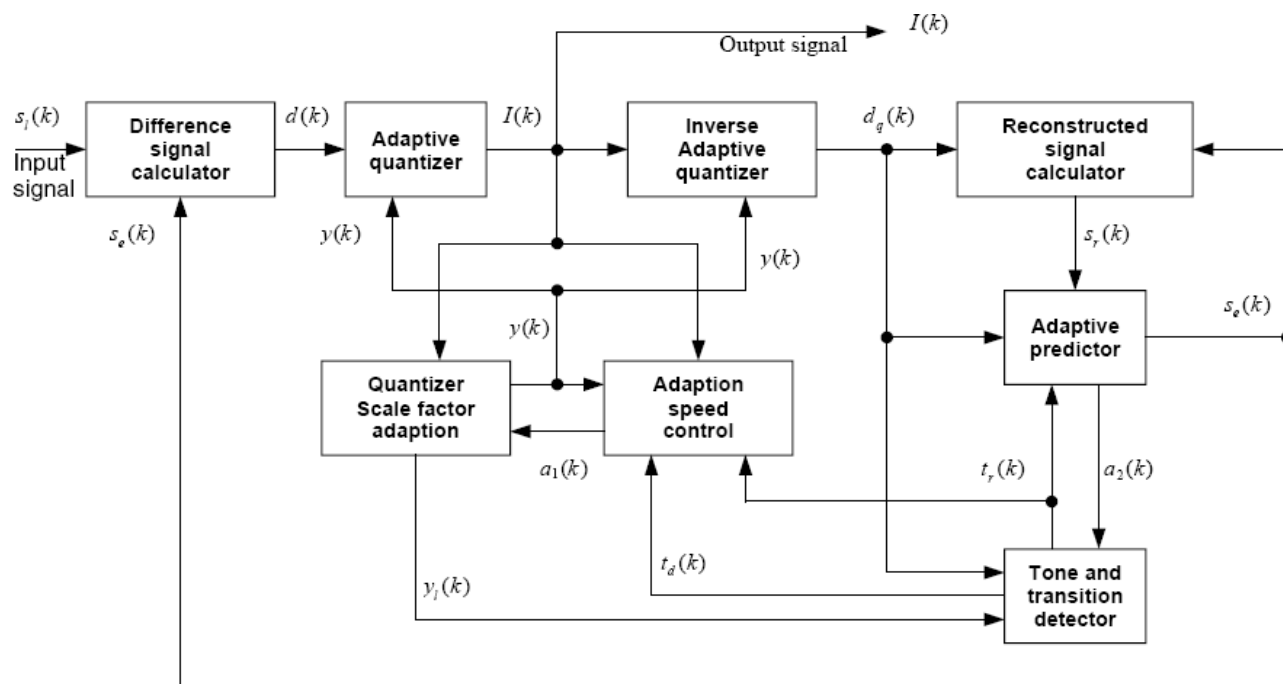 I(k)
Output signal
s_l(k)
Input
signal
Difference
signal
calculator
d(k)
Adaptive
quantizer
I(k)
Inverse
Adaptive
quantizer
d_q(k)
Reconstructed
signal
calculator
s_e(k)
y(k)
y(k)
s_r(k)
y(k)
Adaptive
predictor
s_e(k)
Quantizer
Scale factor
adaption
Adaption
speed
control
a_1(k)
t_r(k)
a_2(k)
y_l(k)
t_d(k)
Tone and
transition
detector